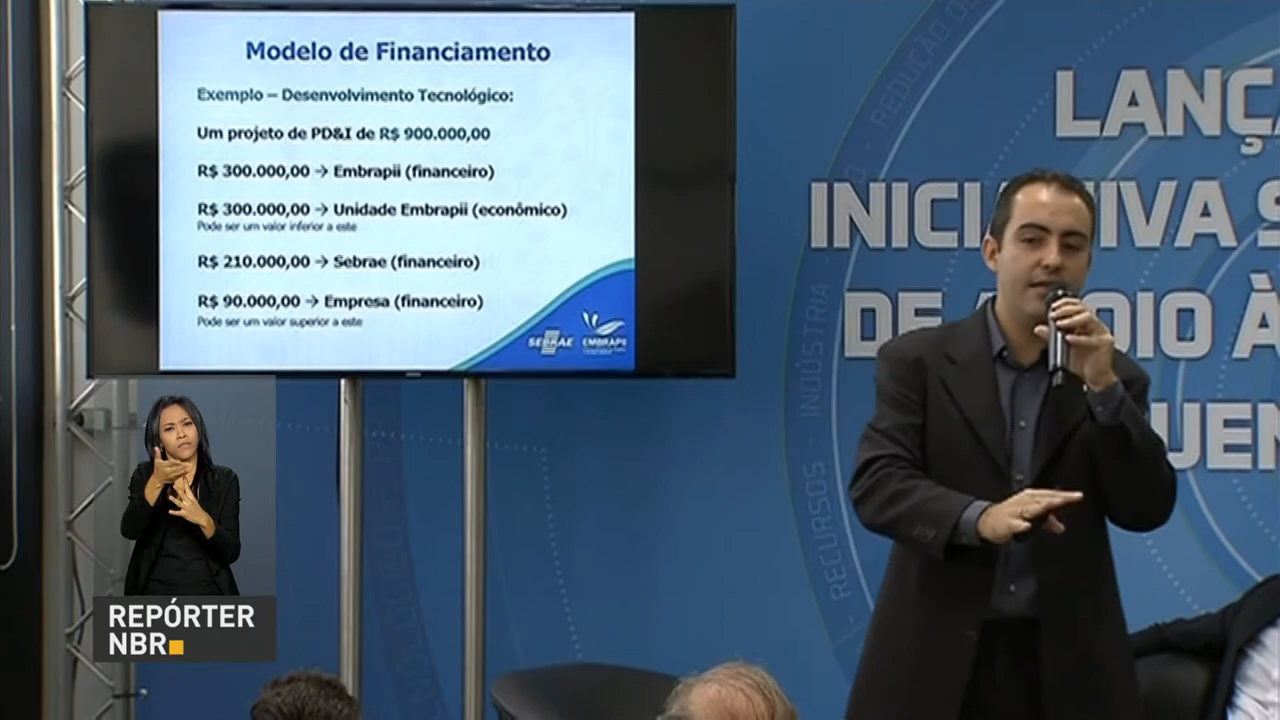 Modelo de Financiamento
Exemplo – Desenvolvimento Tecnológico:
Um projeto de PD&I de R$ 900.000,00
R$ 300.000,00 → Embrapii (financeiro)
R$ 300.000,00 → Unidade Embrapii (econômico)
Pode ser um valor inferior a este
R$ 210.000,00 → Sebrae (financeiro)
R$ 90.000,00 → Empresa (financeiro)
Pode ser um valor superior a este
SEBRAE
EMBRAPII
LANÇA
INICIATIVA S
DE APOIO À
QUEN
REDUÇÃO DE
RECURSOS - INDÚSTRIA
REPÓRTER
NBR